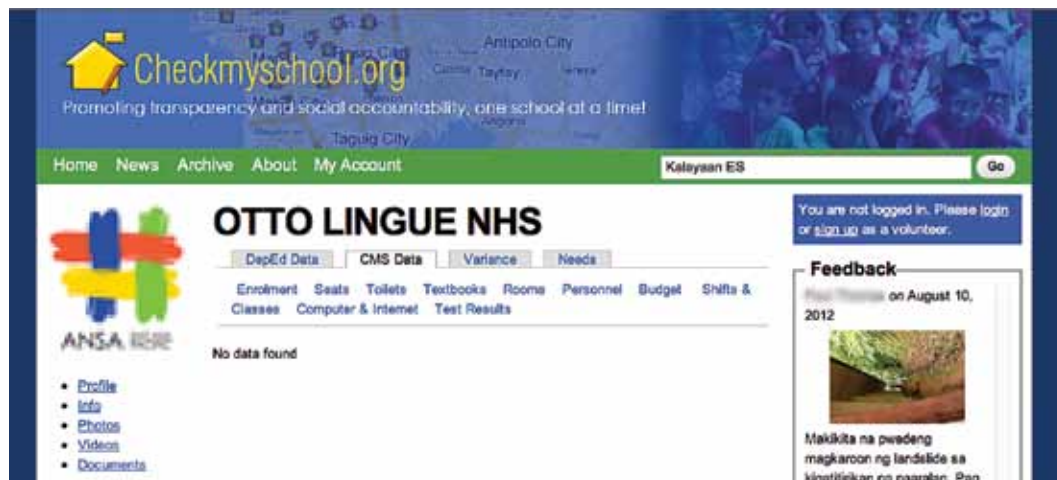 Antipolo City
Checkmyschool.org
Taytay
Promoting transparency and social accountability, one school at a time!
Taguig City
Home News Archive About My Account
Kalayaan ES
Go
OTTO LINGUE NHS
DepEd Data CMS Data Variance Needs
Enrolment Seats Toilets Textbooks Rooms Personnel Budget Shifts &
Classes Computer & Internet Test Results
No data found
ANSA
• Profile
• Info
• Photos
• Videos
• Documents
You are not logged in. Please login
or sign up as a volunteer.
Feedback
on August 10,
2012
Makikita na pwedeng
magkaroon ng landslide sa
kinatitirikan ng paaralan. Pag